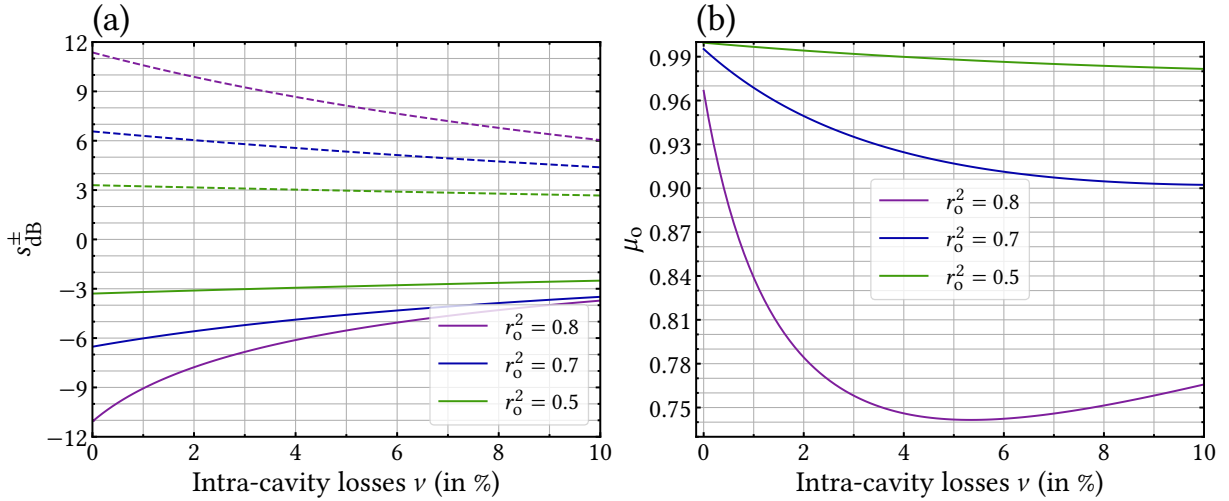 (a)
12
9
6
3
0
−3
−6
−9
−12
s±dB
r²o = 0.8
r²o = 0.7
r²o = 0.5
0 2 4 6 8 10
Intra-cavity losses ν (in %)
(b)
0.99
0.96
0.93
0.90
0.87
0.84
0.81
0.78
0.75
μo
r²o = 0.8
r²o = 0.7
r²o = 0.5
0 2 4 6 8 10
Intra-cavity losses ν (in %)